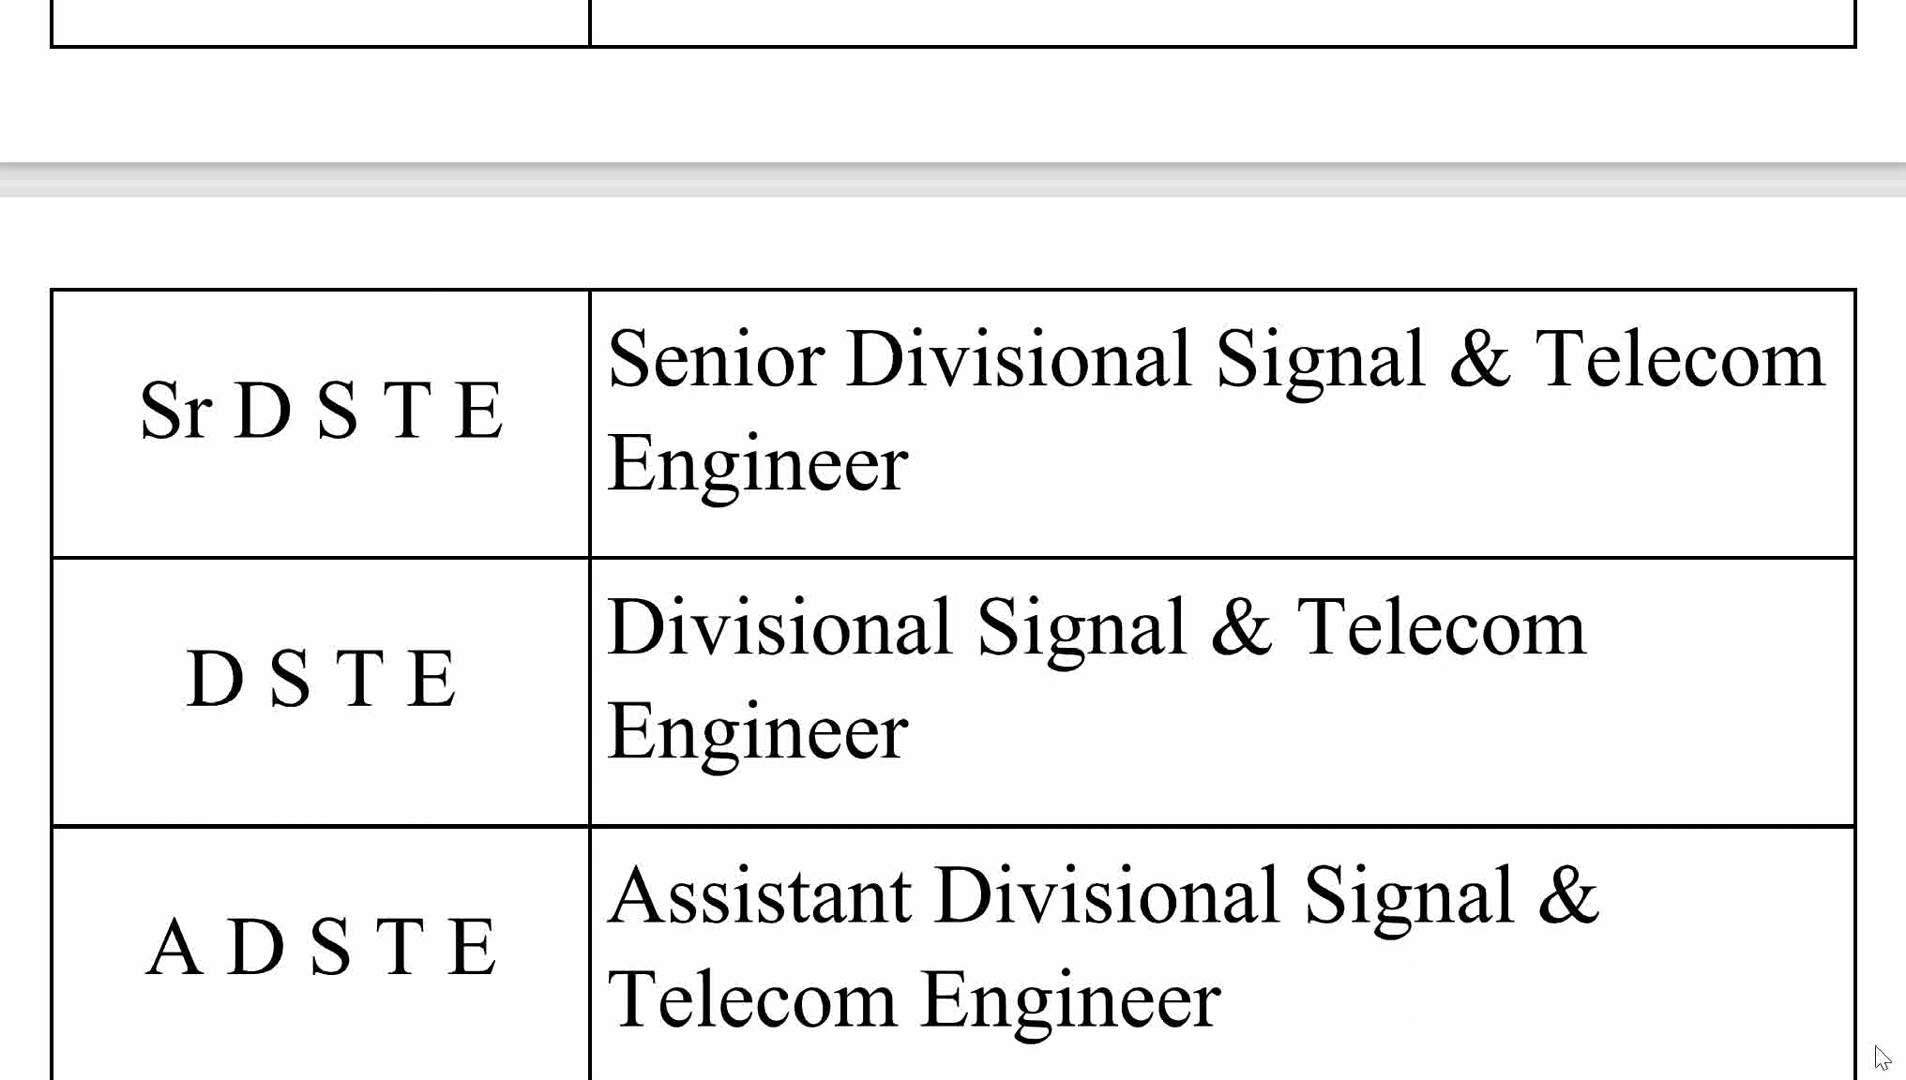 Sr D S T E
Senior Divisional Signal & Telecom
Engineer
D S T E
Divisional Signal & Telecom
Engineer
A D S T E
Assistant Divisional Signal &
Telecom Engineer